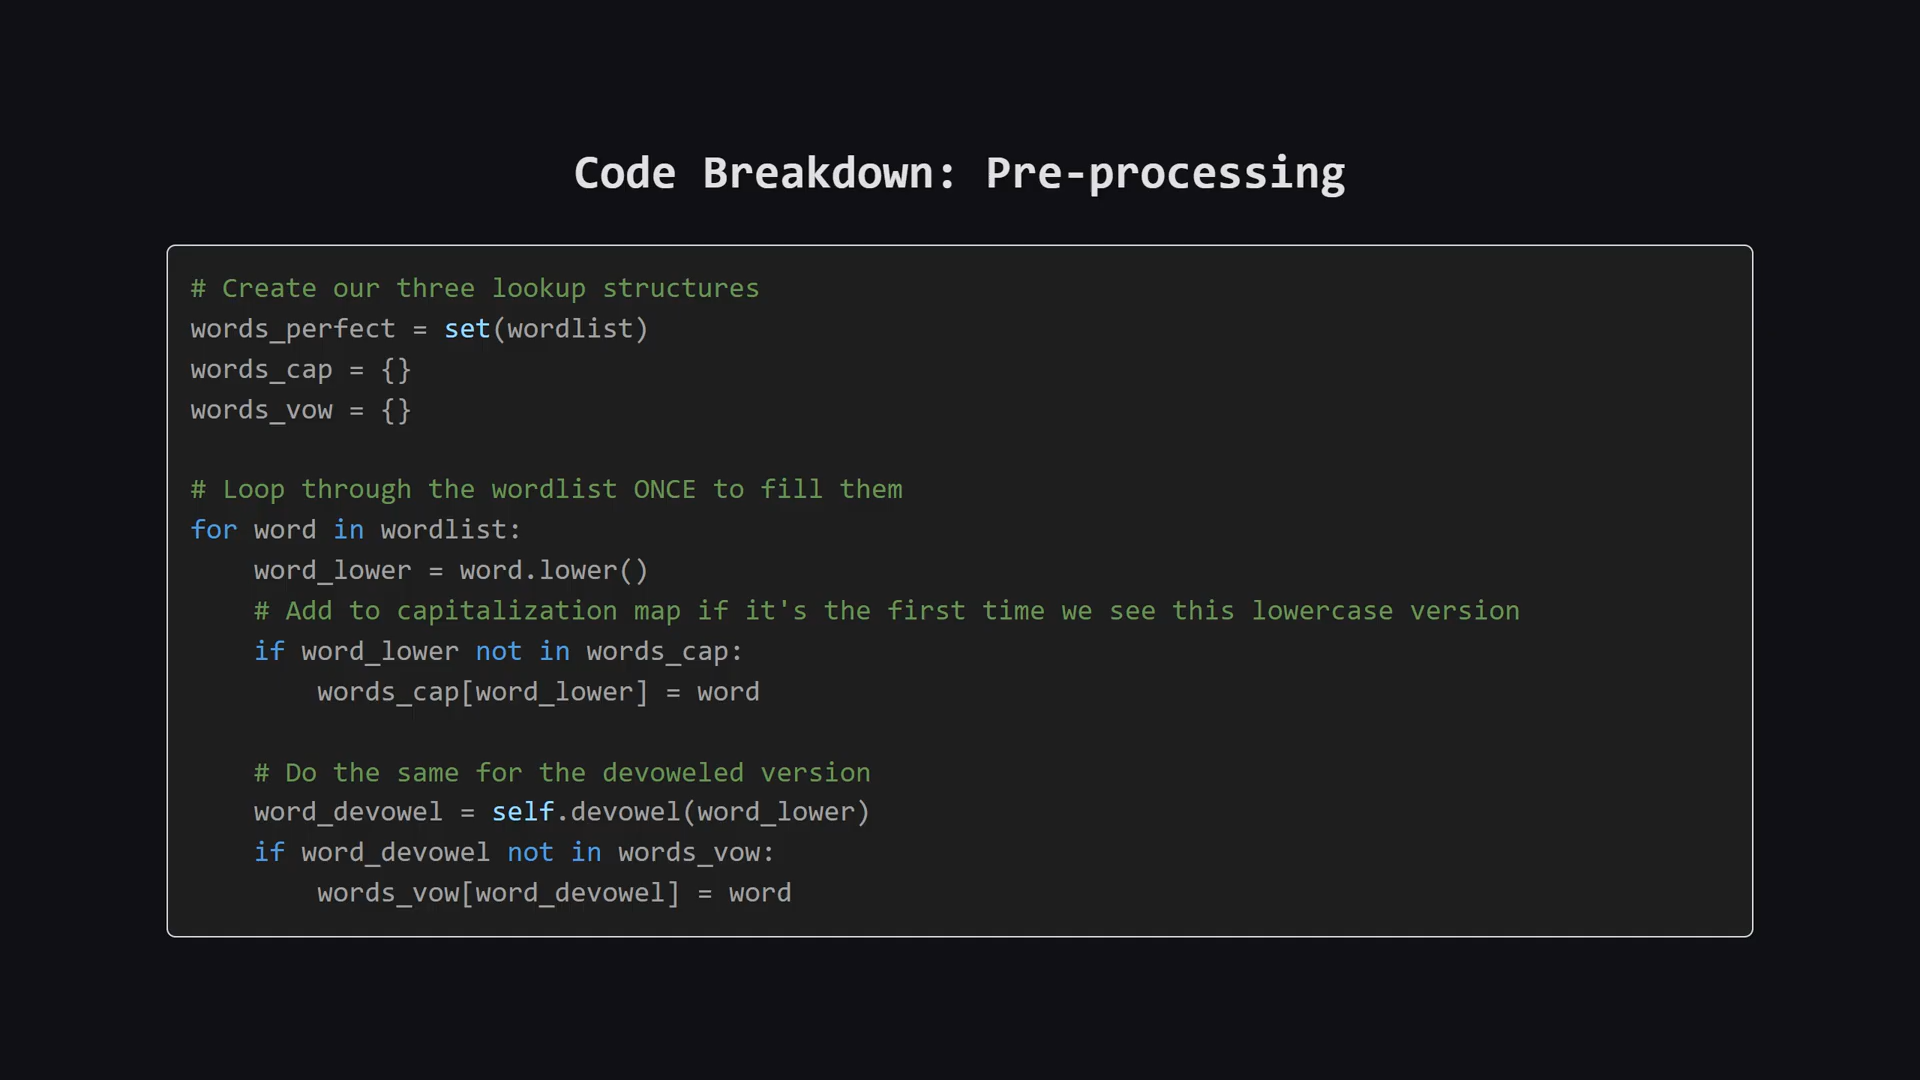 Code Breakdown: Pre-processing
# Create our three lookup structures
words_perfect = set(wordlist)
words_cap = {}
words_vow = {}
# Loop through the wordlist ONCE to fill them
for word in wordlist:
    word_lower = word.lower()
    # Add to capitalization map if it's the first time we see this lowercase version
    if word_lower not in words_cap:
        words_cap[word_lower] = word
    # Do the same for the devoweled version
    word_devowel = self.devowel(word_lower)
    if word_devowel not in words_vow:
        words_vow[word_devowel] = word